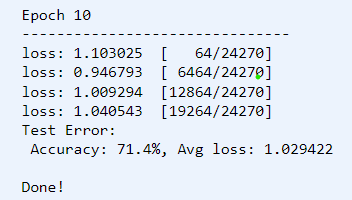 Epoch 10
-------------------------------
loss: 1.103025  [   64/24270]
loss: 0.946793  [ 6464/24270]
loss: 1.009294  [12864/24270]
loss: 1.040543  [19264/24270]
Test Error:
 Accuracy: 71.4%, Avg loss: 1.029422

Done!